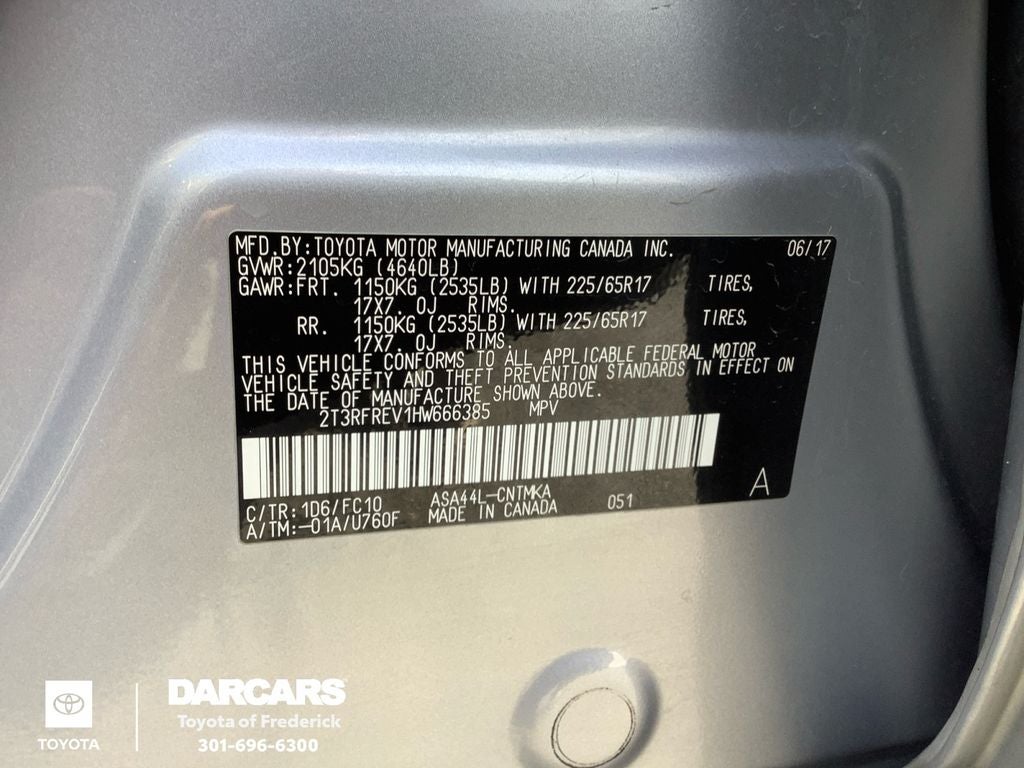 MFD.BY:TOYOTA MOTOR MANUFACTURING CANADA INC. 06/17
GVWR:2105KG (4640LB)
GAWR:FRT. 1150KG (2535LB) WITH 225/65R17 TIRES,
17X7.0J RIMS.
RR. 1150KG (2535LB) WITH 225/65R17 TIRES,
17X7.0J RIMS.
THIS VEHICLE CONFORMS TO ALL APPLICABLE FEDERAL MOTOR
VEHICLE SAFETY AND THEFT PREVENTION STANDARDS IN EFFECT ON
THE DATE OF MANUFACTURE SHOWN ABOVE.
2T3RFREV1HW666385 MPV
A
C/TR:1D6/FC10 ASA44L-CNTMKA 051
A/TM:-01A/U760F MADE IN CANADA
TOYOTA
DARCARS
Toyota of Frederick
301-696-6300